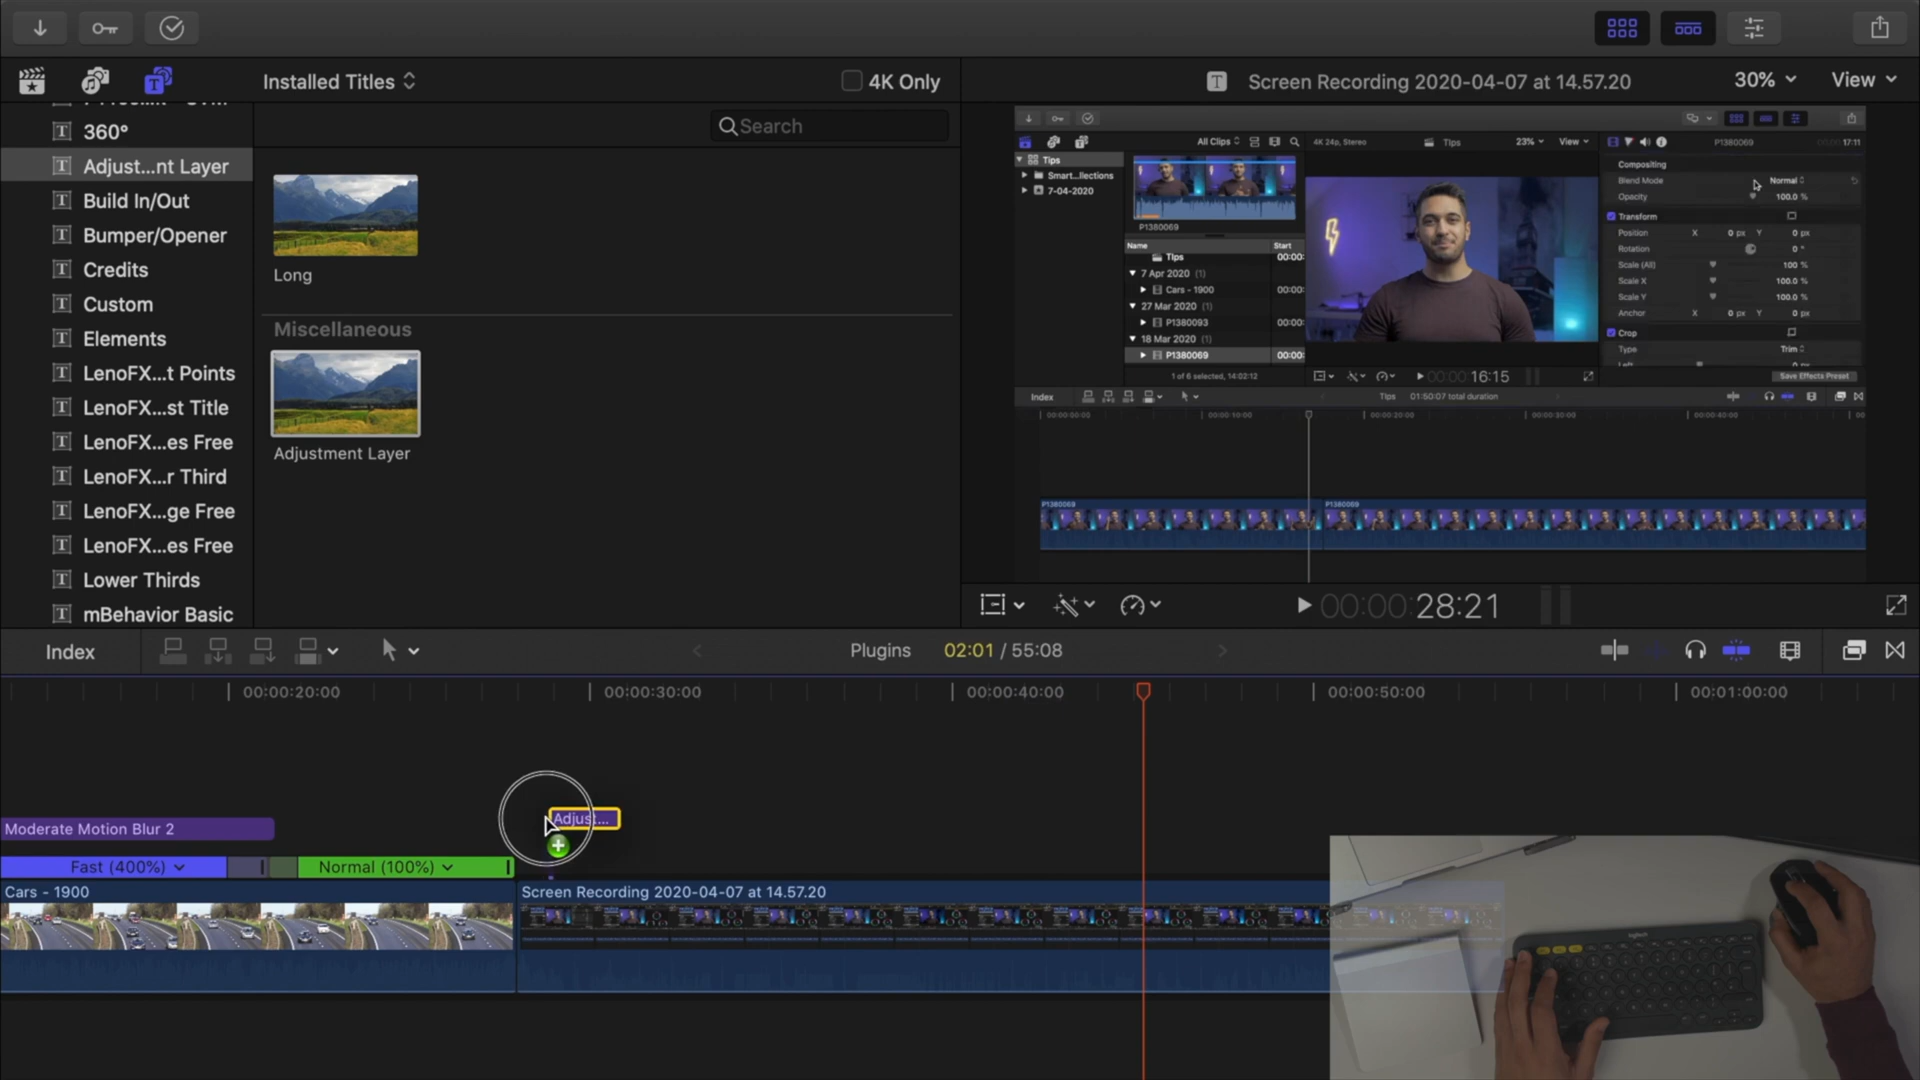 Installed Titles
4K Only
Screen Recording 2020-04-07 at 14.57.20
30%
View
Search
360°
Adjust...nt Layer
Build In/Out
Bumper/Opener
Credits
Custom
Elements
LenoFX...t Points
LenoFX...st Title
LenoFX...es Free
LenoFX...r Third
LenoFX...ge Free
LenoFX...es Free
Lower Thirds
mBehavior Basic
Long
Miscellaneous
Adjustment Layer
All Clips
4K 24p, Stereo
Tips
23%
View
P1380069
17:11
Tips
Smart...llections
7-04-2020
P1380069
Name
Start
Tips
00:00:
7 Apr 2020 (1)
Cars - 1900
00:00:
27 Mar 2020 (1)
P1380093
00:00:
18 Mar 2020 (1)
P1380069
00:00:
1 of 6 selected, 14:02:12
Compositing
Blend Mode
Normal
Opacity
100.0 %
Transform
Position
X
0 px
Y
0 px
Rotation
0 °
Scale (All)
100 %
Scale X
100.0 %
Scale Y
100.0 %
Anchor
X
0 px
Y
0 px
Crop
Type
Trim
Left
Save Effects Preset
00:00:16:15
Index
Tips
01:50:07 total duration
00:00:00:00
00:00:10:00
00:00:20:00
00:00:30:00
00:00:40:00
P1380069
P1380069
00:00:28:21
Index
Plugins
02:01 / 55:08
00:00:20:00
00:00:30:00
00:00:40:00
00:00:50:00
00:01:00:00
Adjust...
Moderate Motion Blur 2
Fast (400%)
Normal (100%)
Cars - 1900
Screen Recording 2020-04-07 at 14.57.20